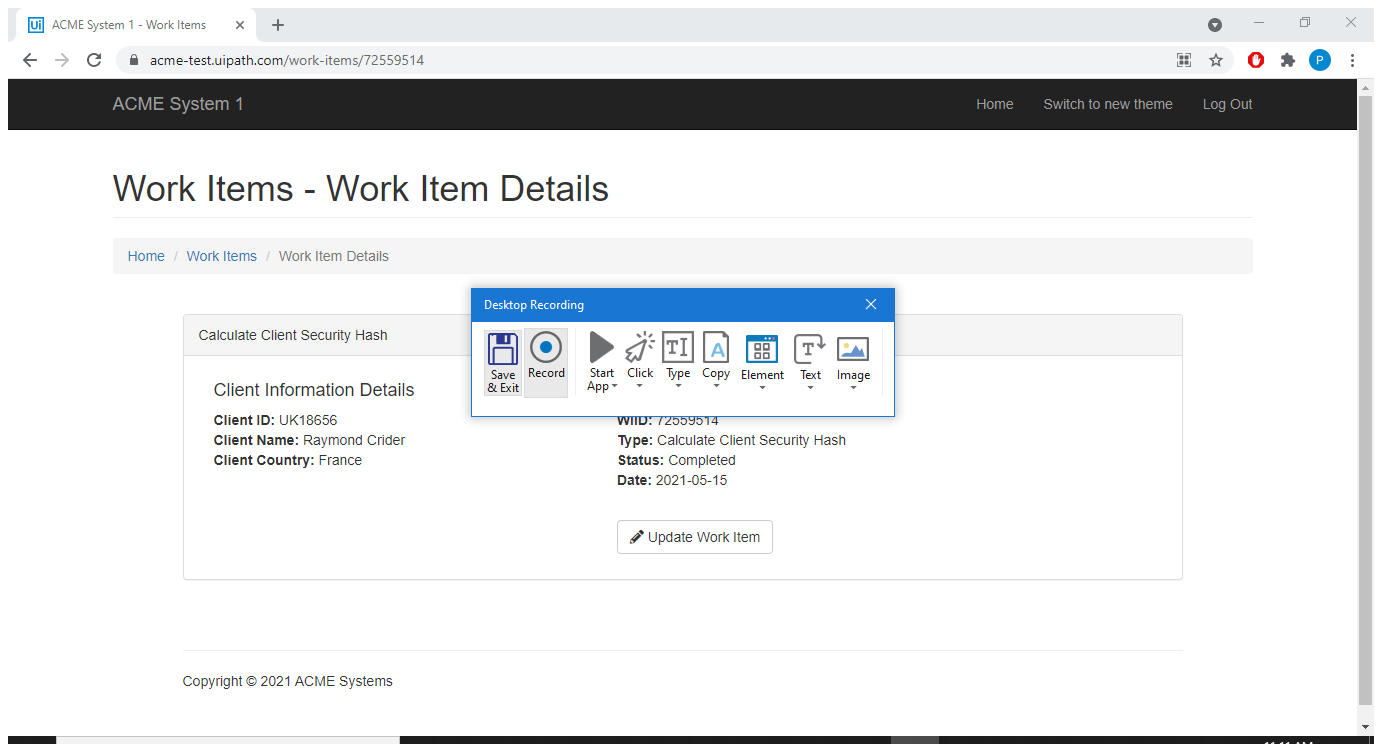 ACME System 1 - Work Items
acme-test.uipath.com/work-items/72559514
P
ACME System 1
Home
Switch to new theme
Log Out
Work Items - Work Item Details
Home / Work Items / Work Item Details
Desktop Recording
Save & Exit
Record
Start App
Click
Type
Copy
Element
Text
Image
Calculate Client Security Hash
Client Information Details
Client ID: UK18656
Client Name: Raymond Crider
Client Country: France
WIID: 72559514
Type: Calculate Client Security Hash
Status: Completed
Date: 2021-05-15
Update Work Item
Copyright © 2021 ACME Systems